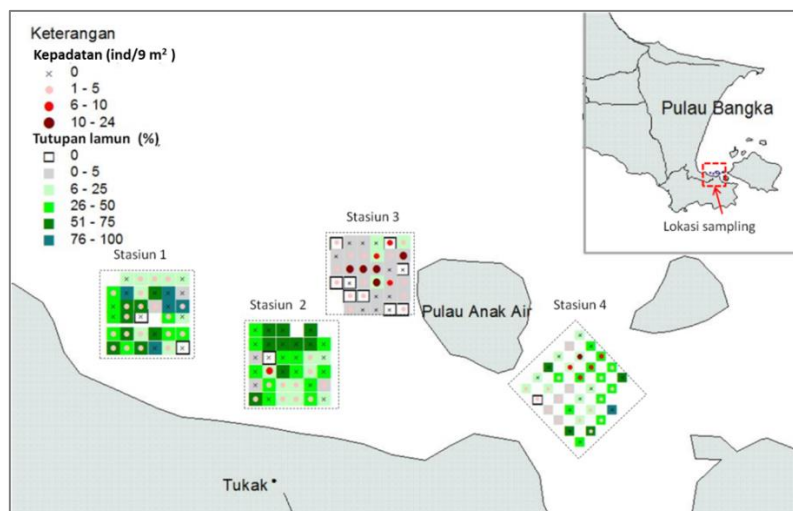 Keterangan
Kepadatan (ind/9 m²)
0
1 - 5
6 - 10
10 - 24
Tutupan lamun (%)
0
0 - 5
6 - 25
26 - 50
51 - 75
76 - 100
Stasiun 1
Stasiun 2
Stasiun 3
Stasiun 4
Pulau Anak Air
Tukak
Pulau Bangka
Lokasi sampling